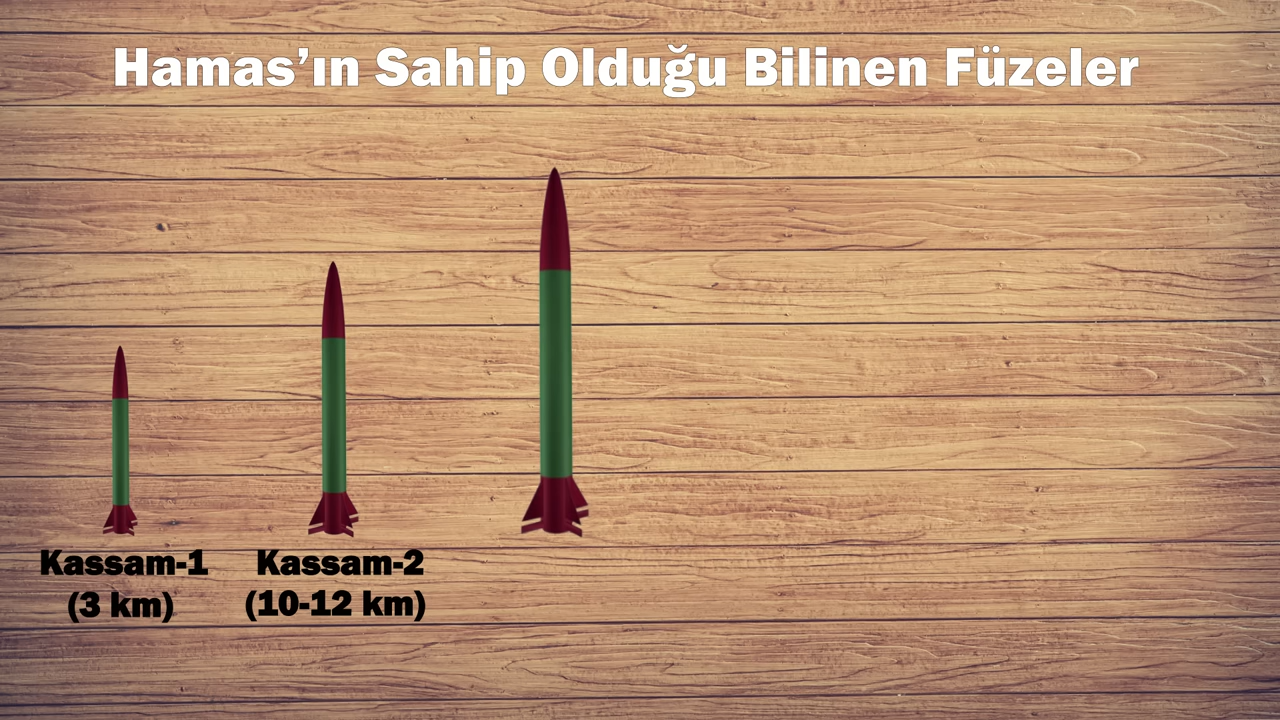 Hamas’ın Sahip Olduğu Bilinen Füzeler
Kassam-1
(3 km)
Kassam-2
(10-12 km)